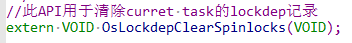 //此API用于清除curret task的lockdep记录
extern VOID OsLockdepClearSpinlocks(VOID);